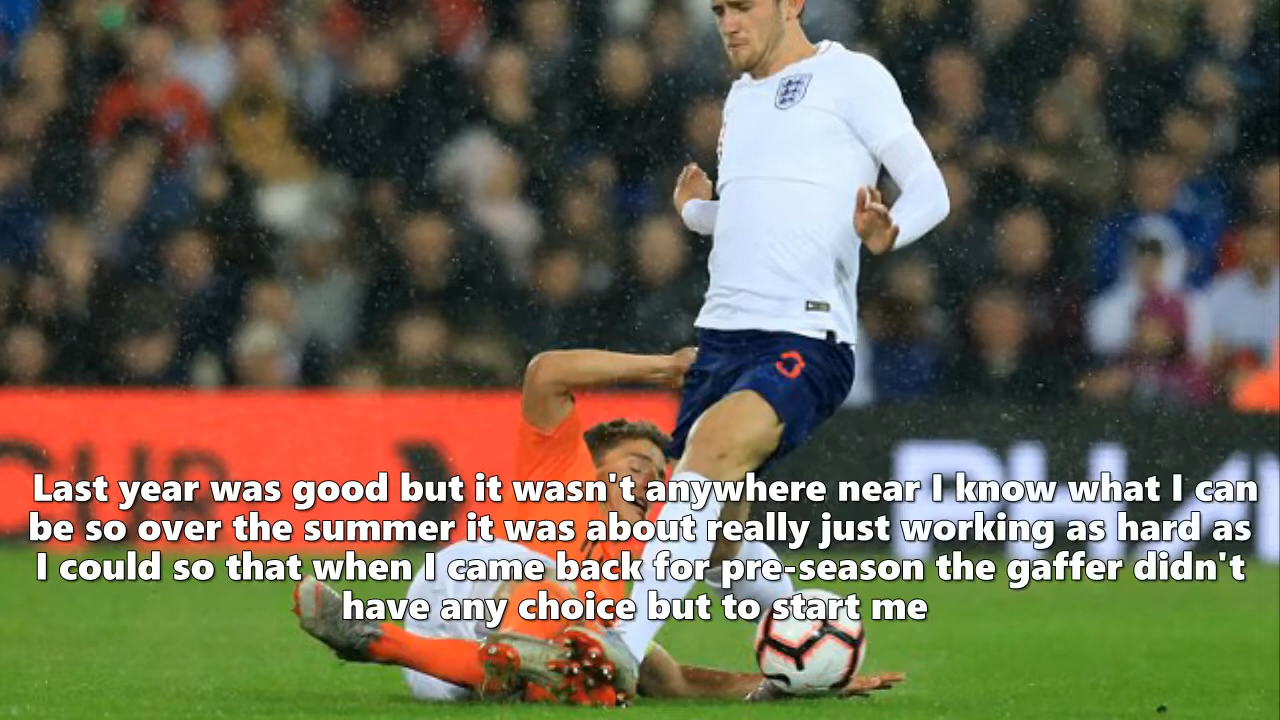 3
Last year was good but it wasn't anywhere near I know what I can
be so over the summer it was about really just working as hard as
I could so that when I came back for pre-season the gaffer didn't
have any choice but to start me